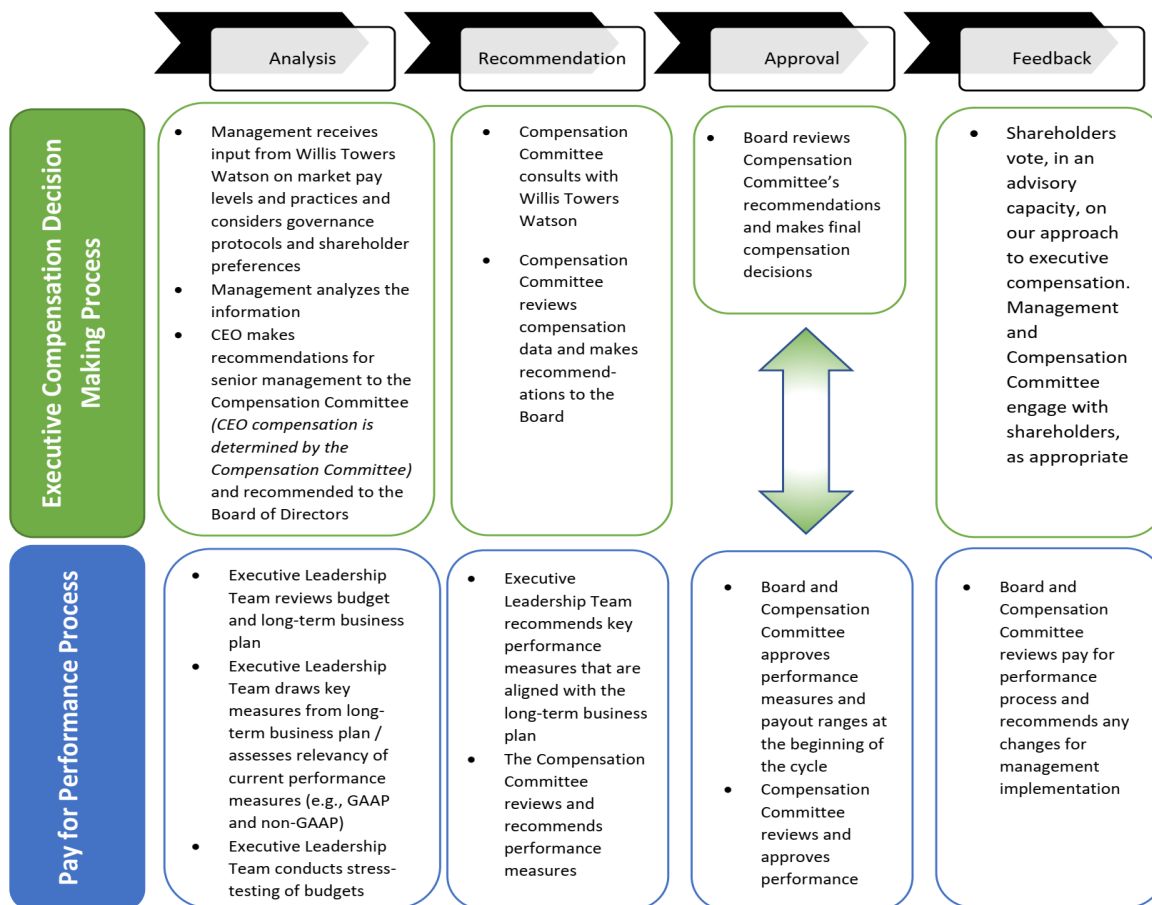 Analysis
Recommendation
Approval
Feedback
Executive Compensation Decision
Making Process
• Management receives
input from Willis Towers
Watson on market pay
levels and practices and
considers governance
protocols and shareholder
preferences
• Management analyzes the
information
• CEO makes
recommendations for
senior management to the
Compensation Committee
(CEO compensation is
determined by the
Compensation Committee)
and recommended to the
Board of Directors
• Compensation
Committee
consults with
Willis Towers
Watson
• Compensation
Committee
reviews
compensation
data and makes
recommend-
ations to the
Board
• Board reviews
Compensation
Committee’s
recommendations
and makes final
compensation
decisions
• Shareholders
vote, in an
advisory
capacity, on
our approach
to executive
compensation.
Management
and
Compensation
Committee
engage with
shareholders,
as appropriate
Pay for Performance Process
• Executive Leadership
Team reviews budget
and long-term business
plan
• Executive Leadership
Team draws key
measures from long-
term business plan /
assesses relevancy of
current performance
measures (e.g., GAAP
and non-GAAP)
• Executive Leadership
Team conducts stress-
testing of budgets
• Executive
Leadership Team
recommends key
performance
measures that are
aligned with the
long-term business
plan
• The Compensation
Committee
reviews and
recommends
performance
measures
• Board and
Compensation
Committee
approves
performance
measures and
payout ranges at
the beginning of
the cycle
• Compensation
Committee
reviews and
approves
performance
• Board and
Compensation
Committee
reviews pay for
performance
process and
recommends any
changes for
management
implementation